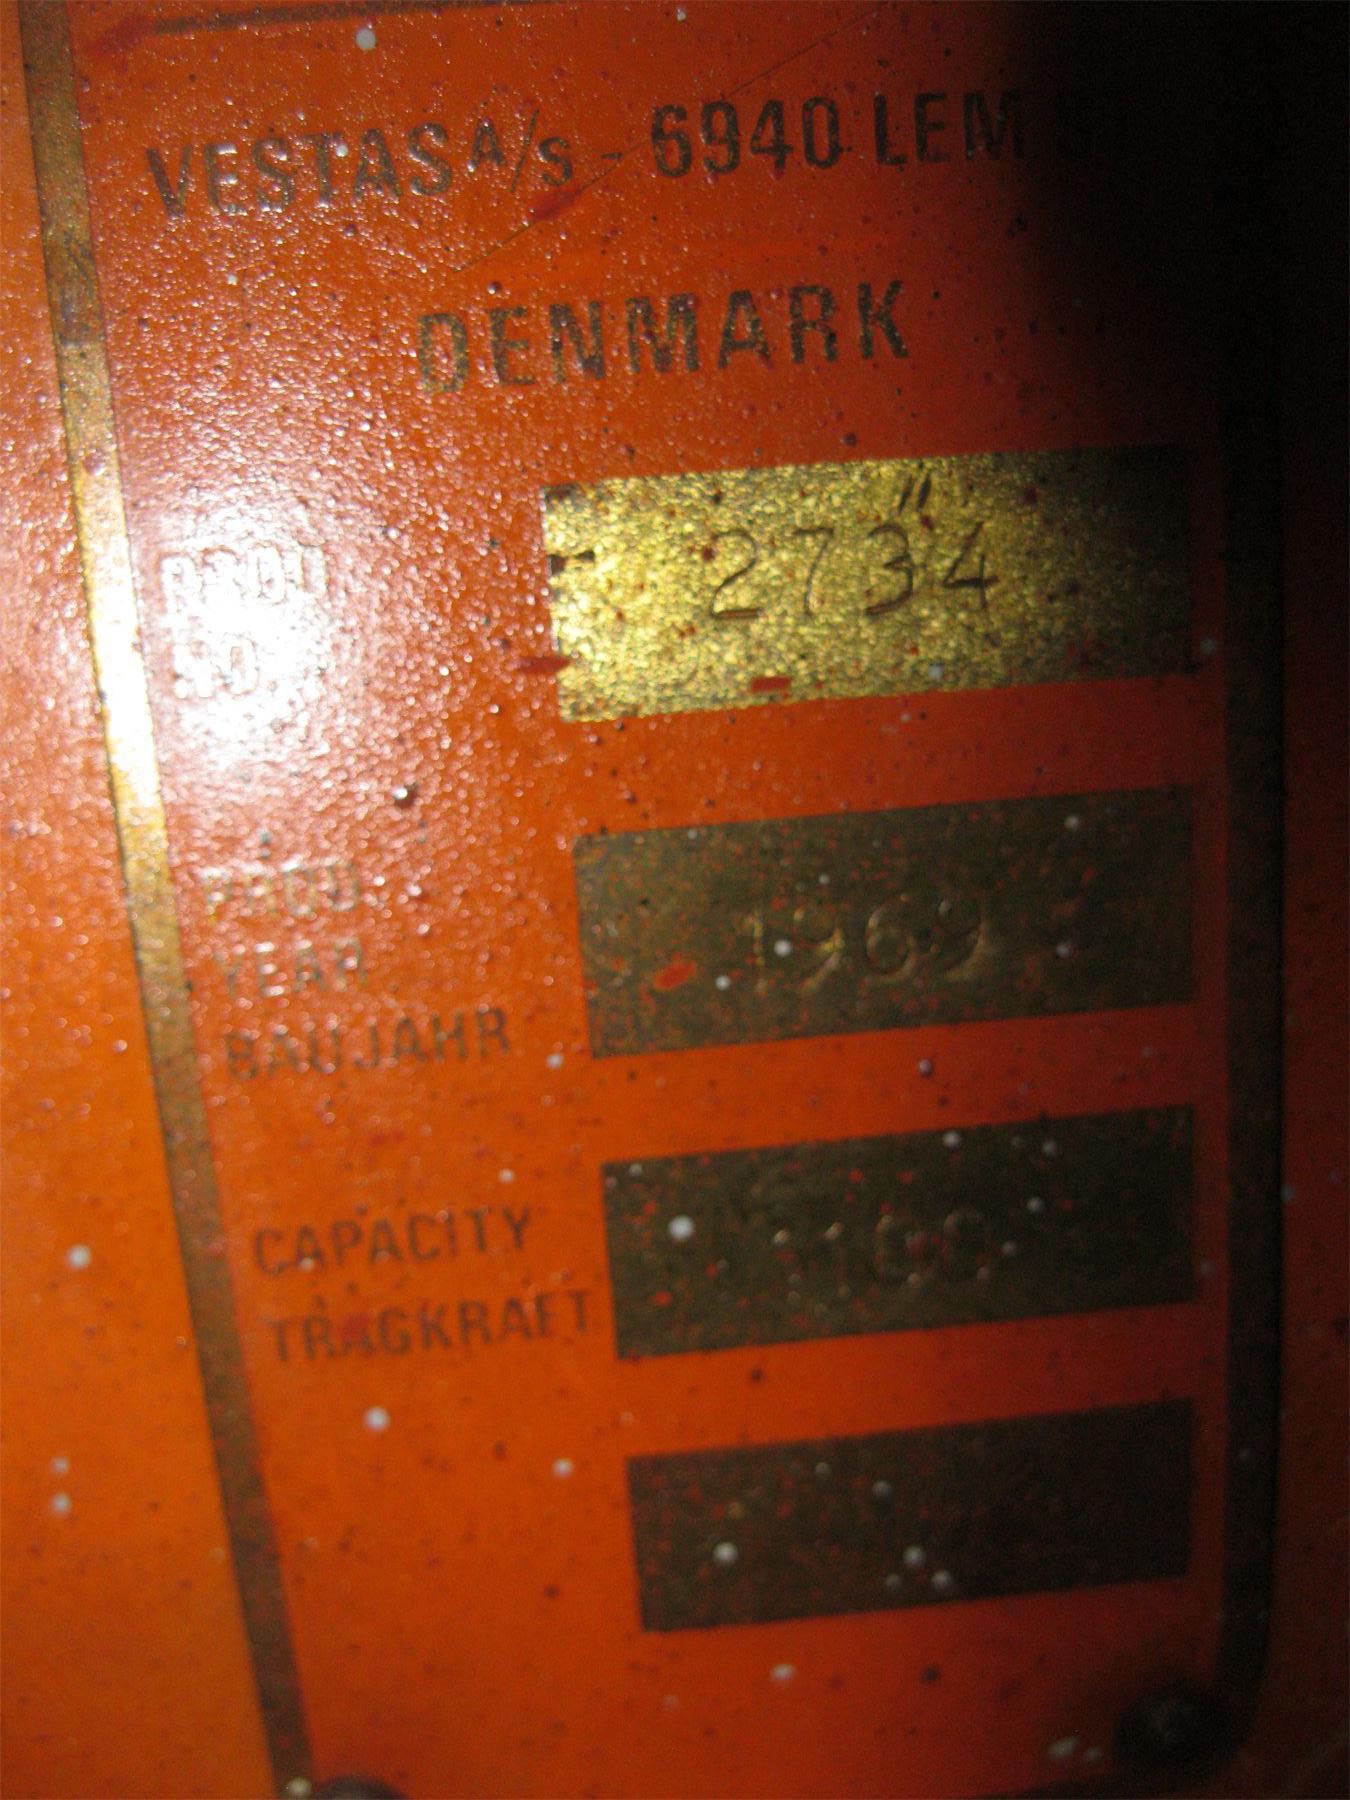 VESTAS A/S - 6940 LEM
DENMARK
PROD
NO
2734
PROD
YEAR
BAUJAHR
1969
CAPACITY
TRAGKRAFT